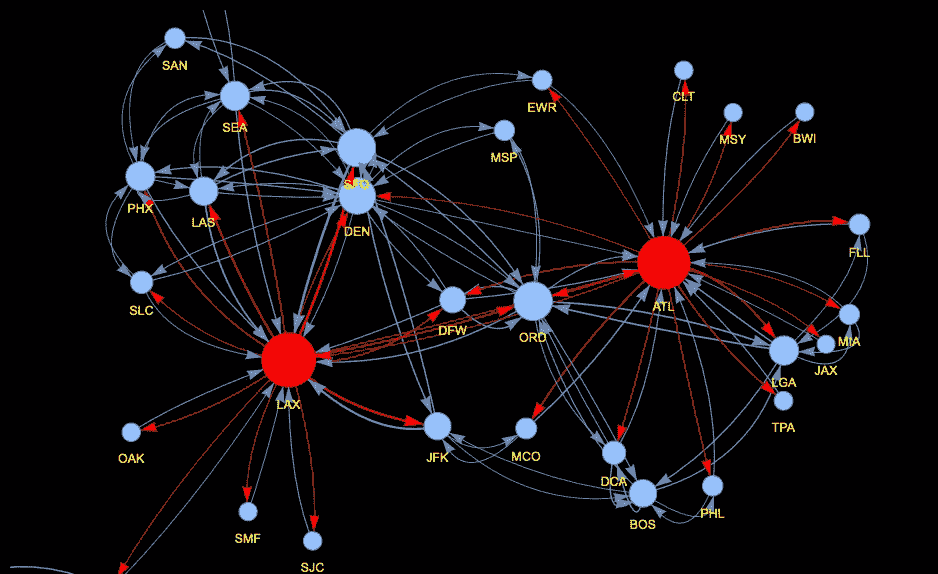 SAN
CLT
EWR
SEA
MSY
BWI
MSP
SFO
PHX
LAS
DEN
FLL
SLC
ATL
DFW
ORD
MIA
JAX
LGA
LAX
TPA
OAK
JFK
MCO
DCA
PHL
BOS
SMF
SJC